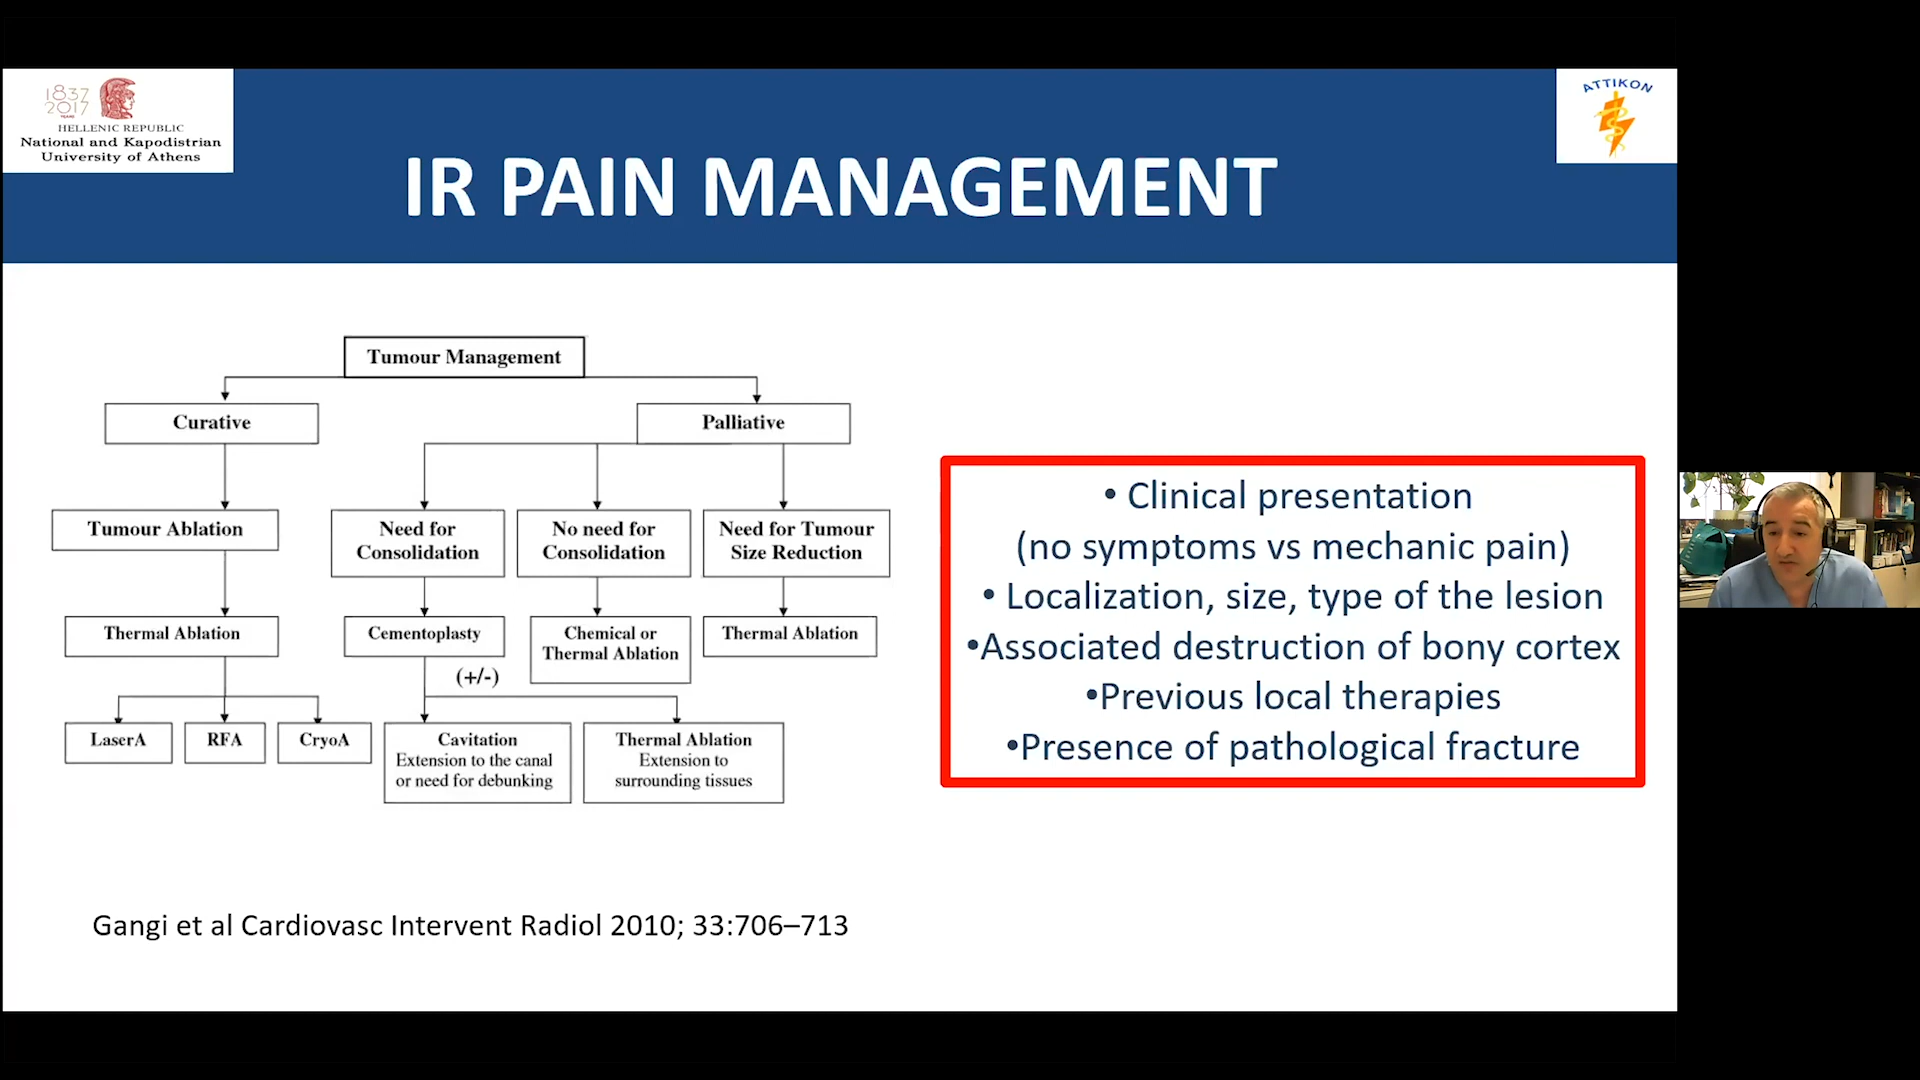 1837
2017
YEARS
HELLENIC REPUBLIC
National and Kapodistrian
University of Athens
ATTIKON
IR PAIN MANAGEMENT
Tumour Management
Curative
Palliative
Tumour Ablation
Need for
Consolidation
No need for
Consolidation
Need for Tumour
Size Reduction
Thermal Ablation
Cementoplasty
Chemical or
Thermal Ablation
Thermal Ablation
(+/-)
LaserA
RFA
CryoA
Cavitation
Extension to the canal
or need for debunking
Thermal Ablation
Extension to
surrounding tissues
• Clinical presentation
(no symptoms vs mechanic pain)
• Localization, size, type of the lesion
•Associated destruction of bony cortex
•Previous local therapies
•Presence of pathological fracture
Gangi et al Cardiovasc Intervent Radiol 2010; 33:706–713